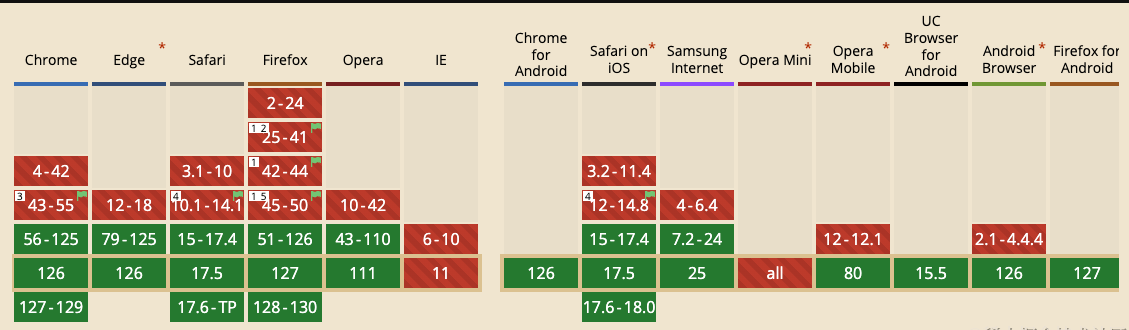 Chrome
Edge *
Safari
Firefox
Opera
IE
Chrome
for
Android
Safari on *
iOS
Samsung
Internet
Opera Mini *
Opera *
Mobile
UC
Browser
for
Android
Android *
Browser
Firefox for
Android
2-24
1 2
25-41
4-42
3.1-10
1
42-44
3.2-11.4
3
43-55
12-18
4
10.1-14.1
1 5
45-50
10-42
4
12-14.8
4-6.4
56-125
79-125
15-17.4
51-126
43-110
6-10
15-17.4
7.2-24
12-12.1
2.1-4.4.4
126
126
17.5
127
111
11
126
17.5
25
all
80
15.5
126
127
127-129
17.6-TP
128-130
17.6-18.0